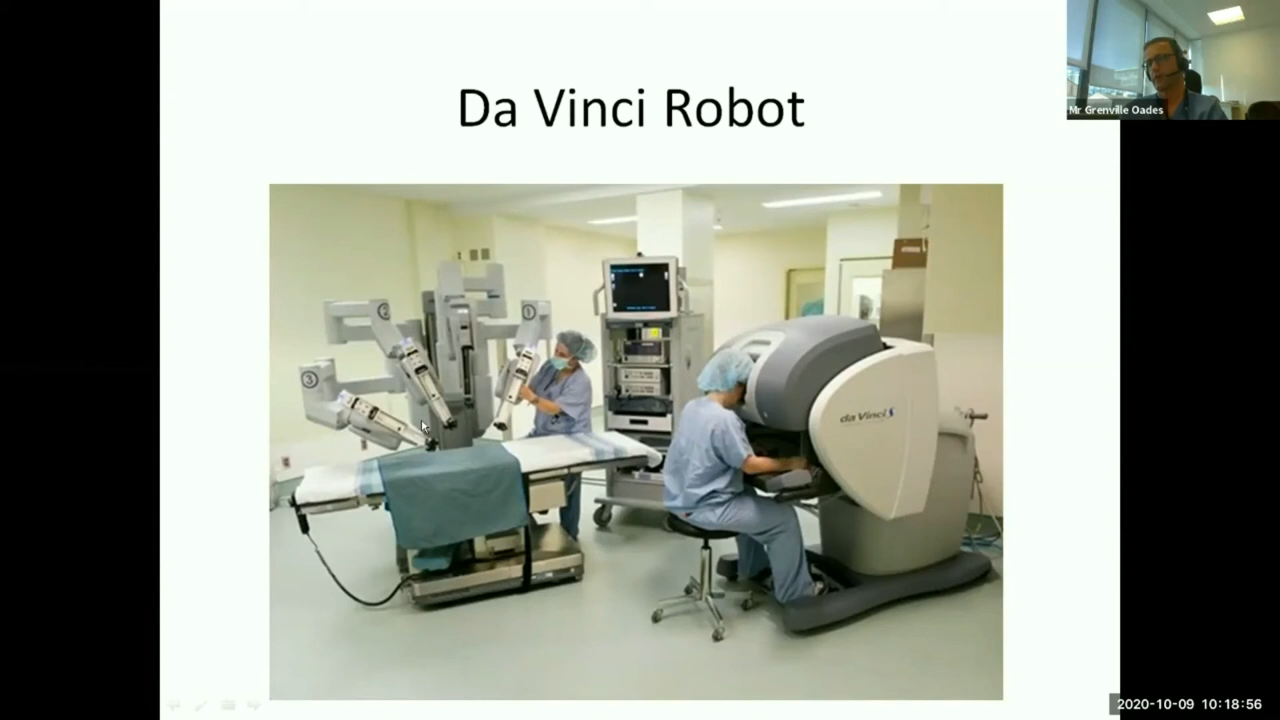 Da Vinci Robot
Mr Grenville Oades
2
1
3
da Vinci S
2020-10-09 10:18:56